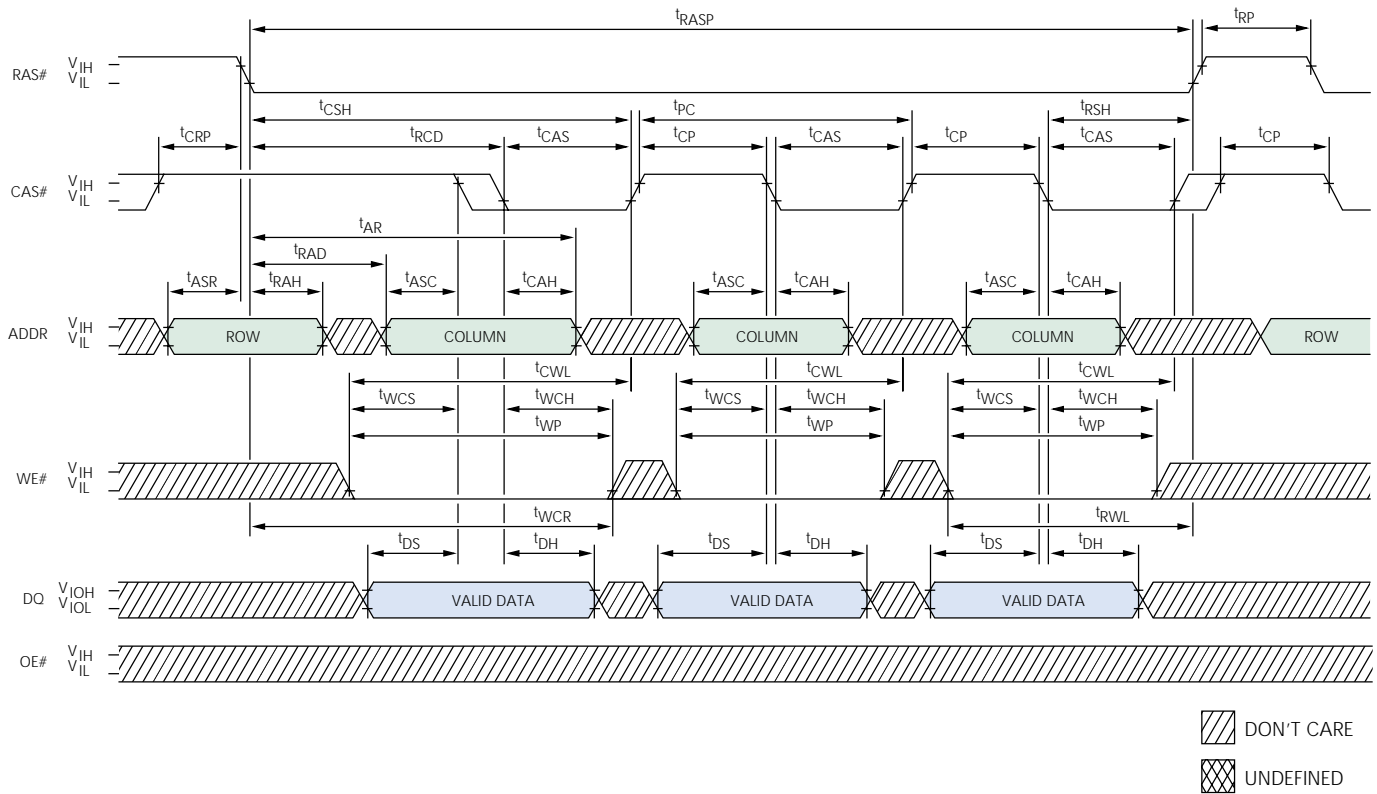 tRASP
tRP
RAS# VIH
VIL
tCSH
tPC
tRSH
tCRP
tRCD
tCAS
tCP
tCAS
tCP
tCAS
tCP
CAS# VIH
VIL
tAR
tRAD
tASR
tRAH
tASC
tCAH
tASC
tCAH
tASC
tCAH
ADDR VIH
VIL
ROW
COLUMN
COLUMN
COLUMN
ROW
tCWL
tCWL
tCWL
tWCS
tWCH
tWCS
tWCH
tWCS
tWCH
tWP
tWP
tWP
WE# VIH
VIL
tWCR
tRWL
tDS
tDH
tDS
tDH
tDS
tDH
DQ VIOH
VIOL
VALID DATA
VALID DATA
VALID DATA
OE# VIH
VIL
DON'T CARE
UNDEFINED